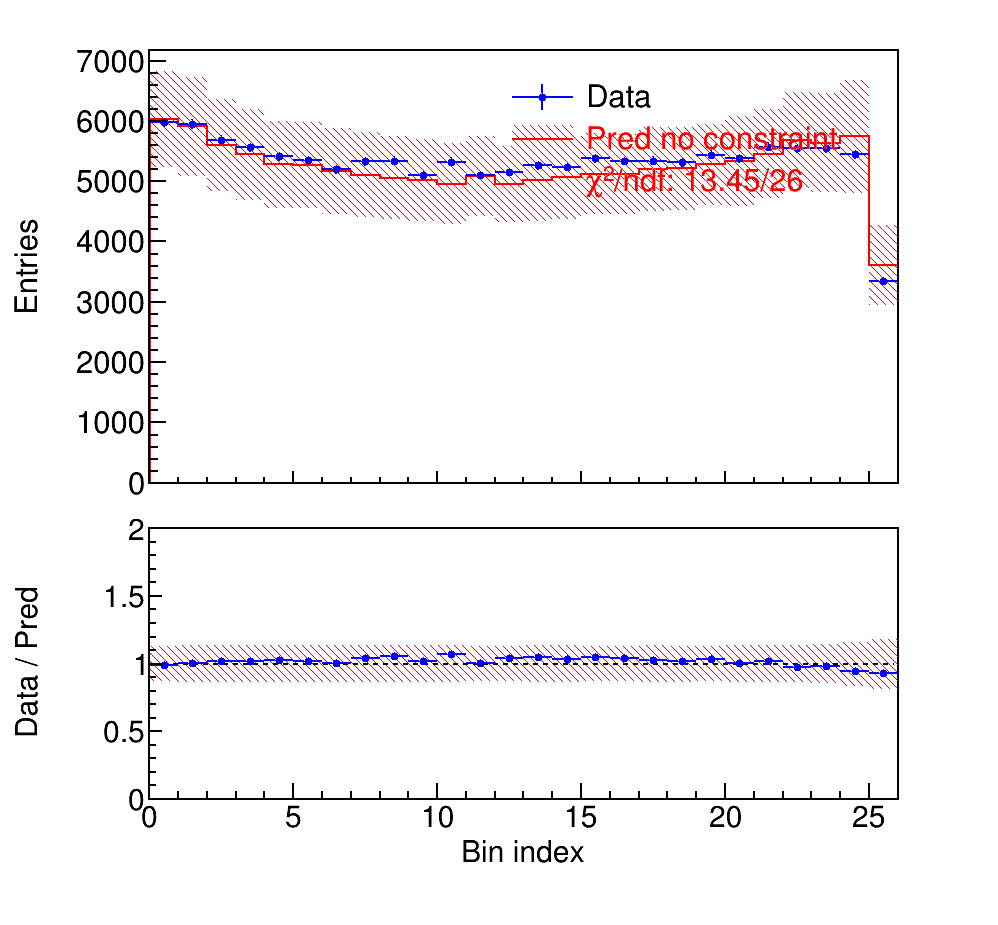 7000
6000
5000
4000
3000
2000
1000
0
Entries
Data
Pred no constraint
χ²/ndf: 13.45/26
2
1.5
1
0.5
0
Data / Pred
0 5 10 15 20 25
Bin index